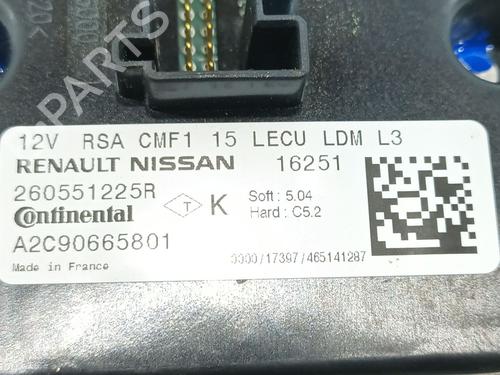 12V RSA CMF1 15 LECU LDM L3
RENAULT NISSAN 16251
260551225R
Continental T K Soft : 5.04
Hard : C5.2
A2C90665801
Made in France 0000/17397/465141287